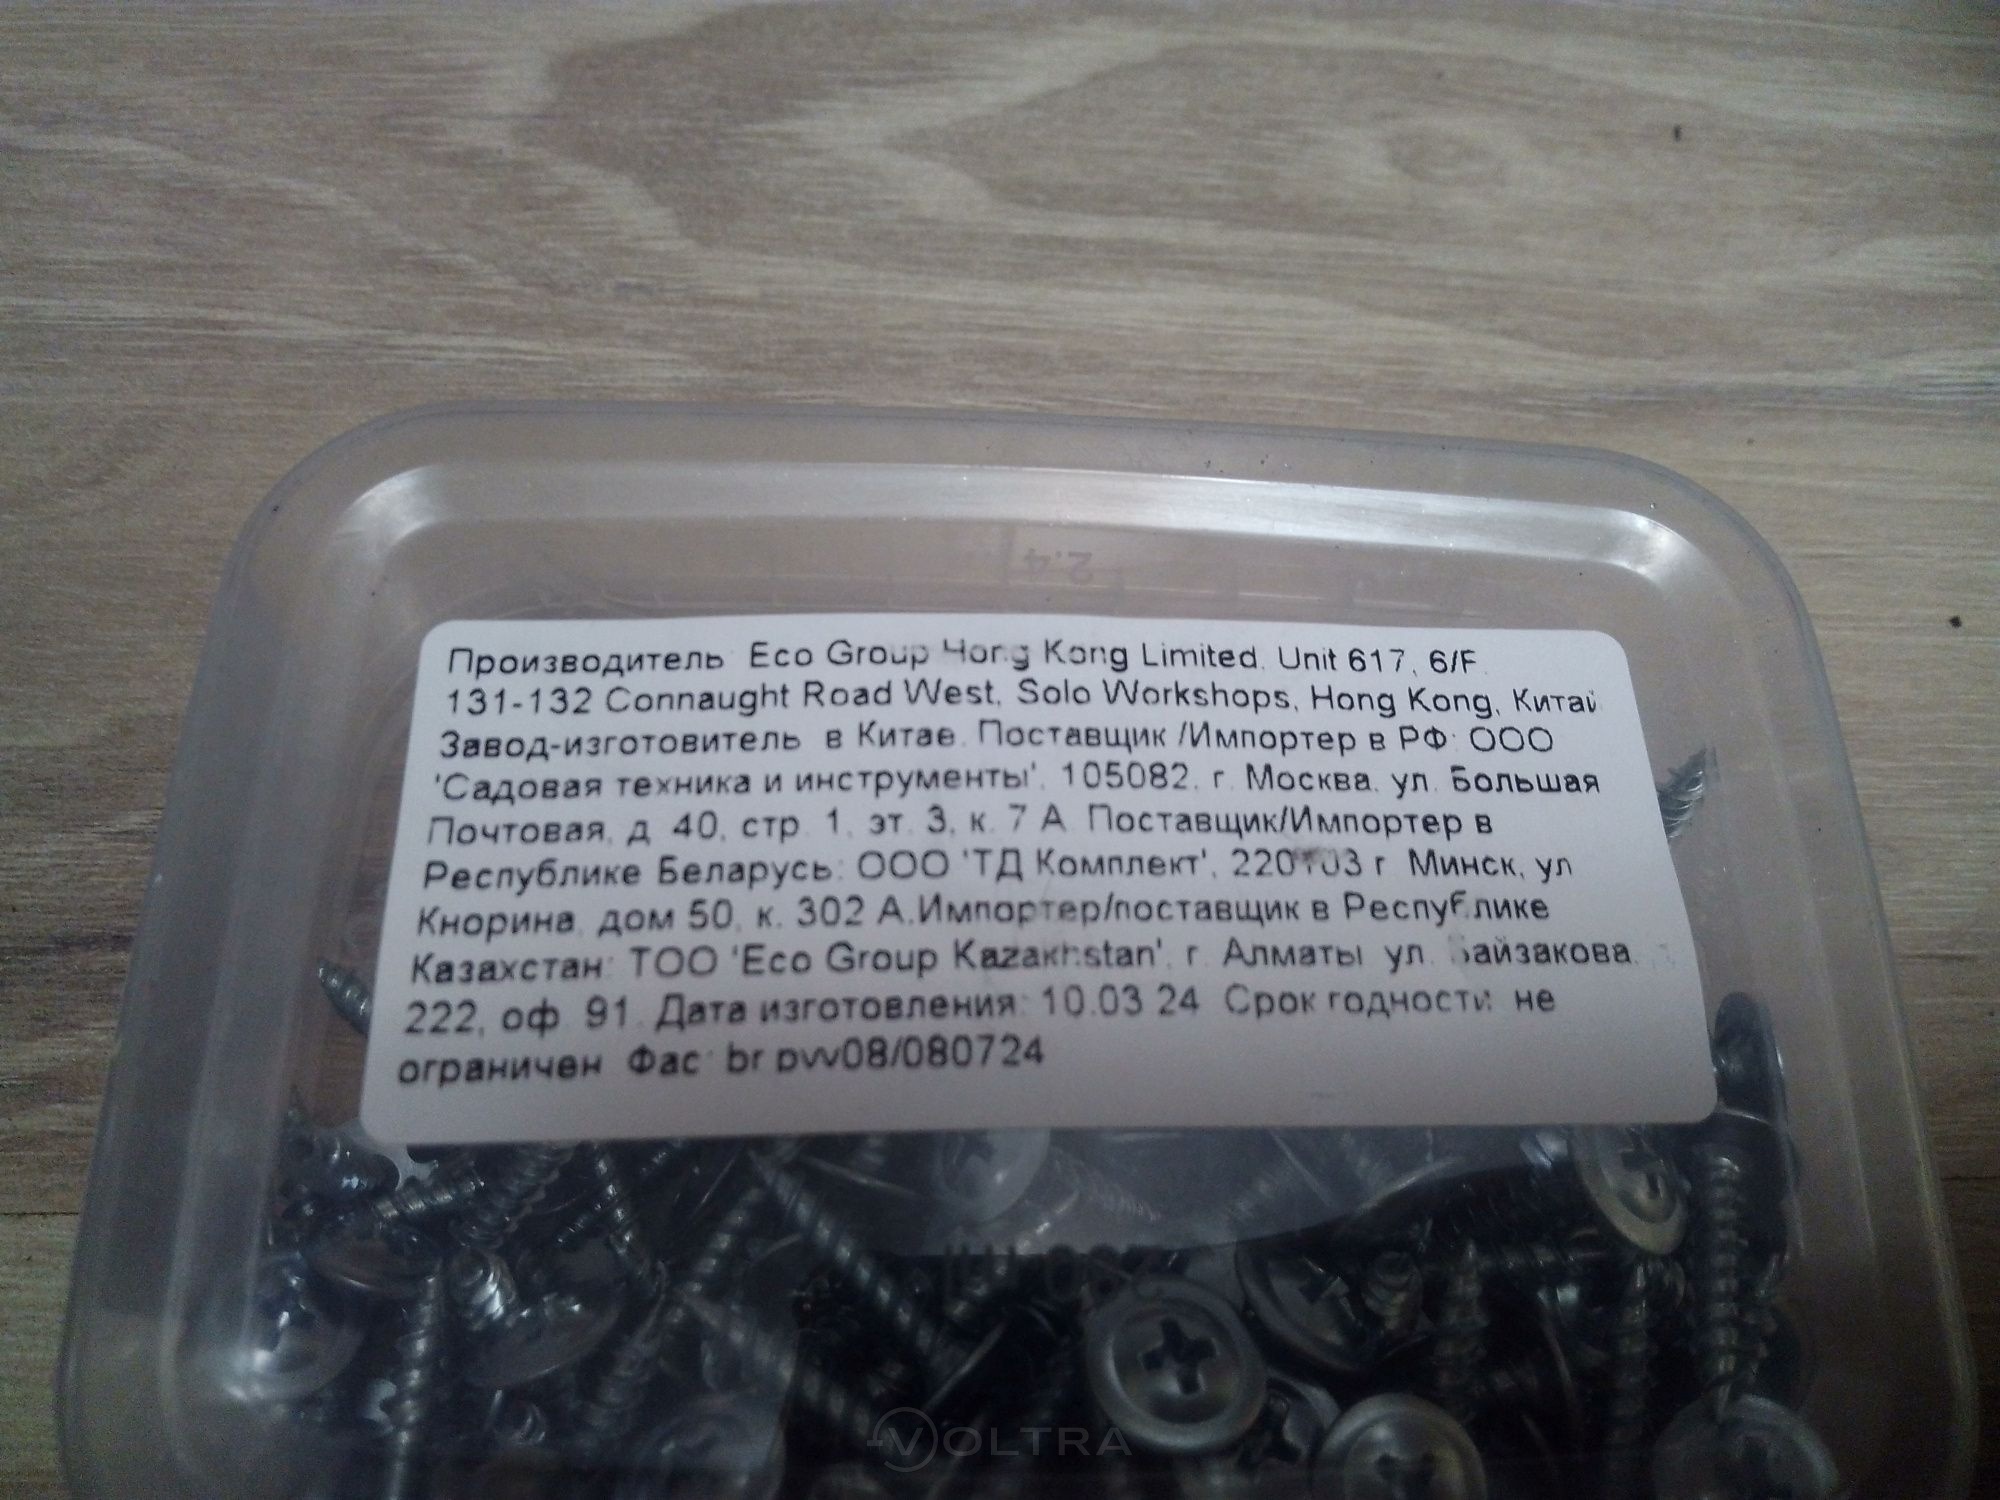 2.4
Производитель Eco Group Hong Kong Limited, Unit 617, 6/F,
131-132 Connaught Road West, Solo Workshops, Hong Kong, Китай
Завод-изготовитель в Китае. Поставщик /Импортер в РФ: ООО
'Садовая техника и инструменты', 105082, г. Москва, ул. Большая
Почтовая, д. 40, стр. 1, эт. 3, к. 7 А Поставщик/Импортер в
Республике Беларусь: ООО 'ТД Комплект', 220103 г. Минск, ул
Кнорина, дом 50, к. 302 А.Импортер/поставщик в Республике
Казахстан: ТОО 'Eco Group Kazakhstan', г. Алматы ул. Байзакова,
222, оф. 91. Дата изготовления: 10.03.24 Срок годности: не
ограничен Фас: br pvv08/080724
VOLTRA